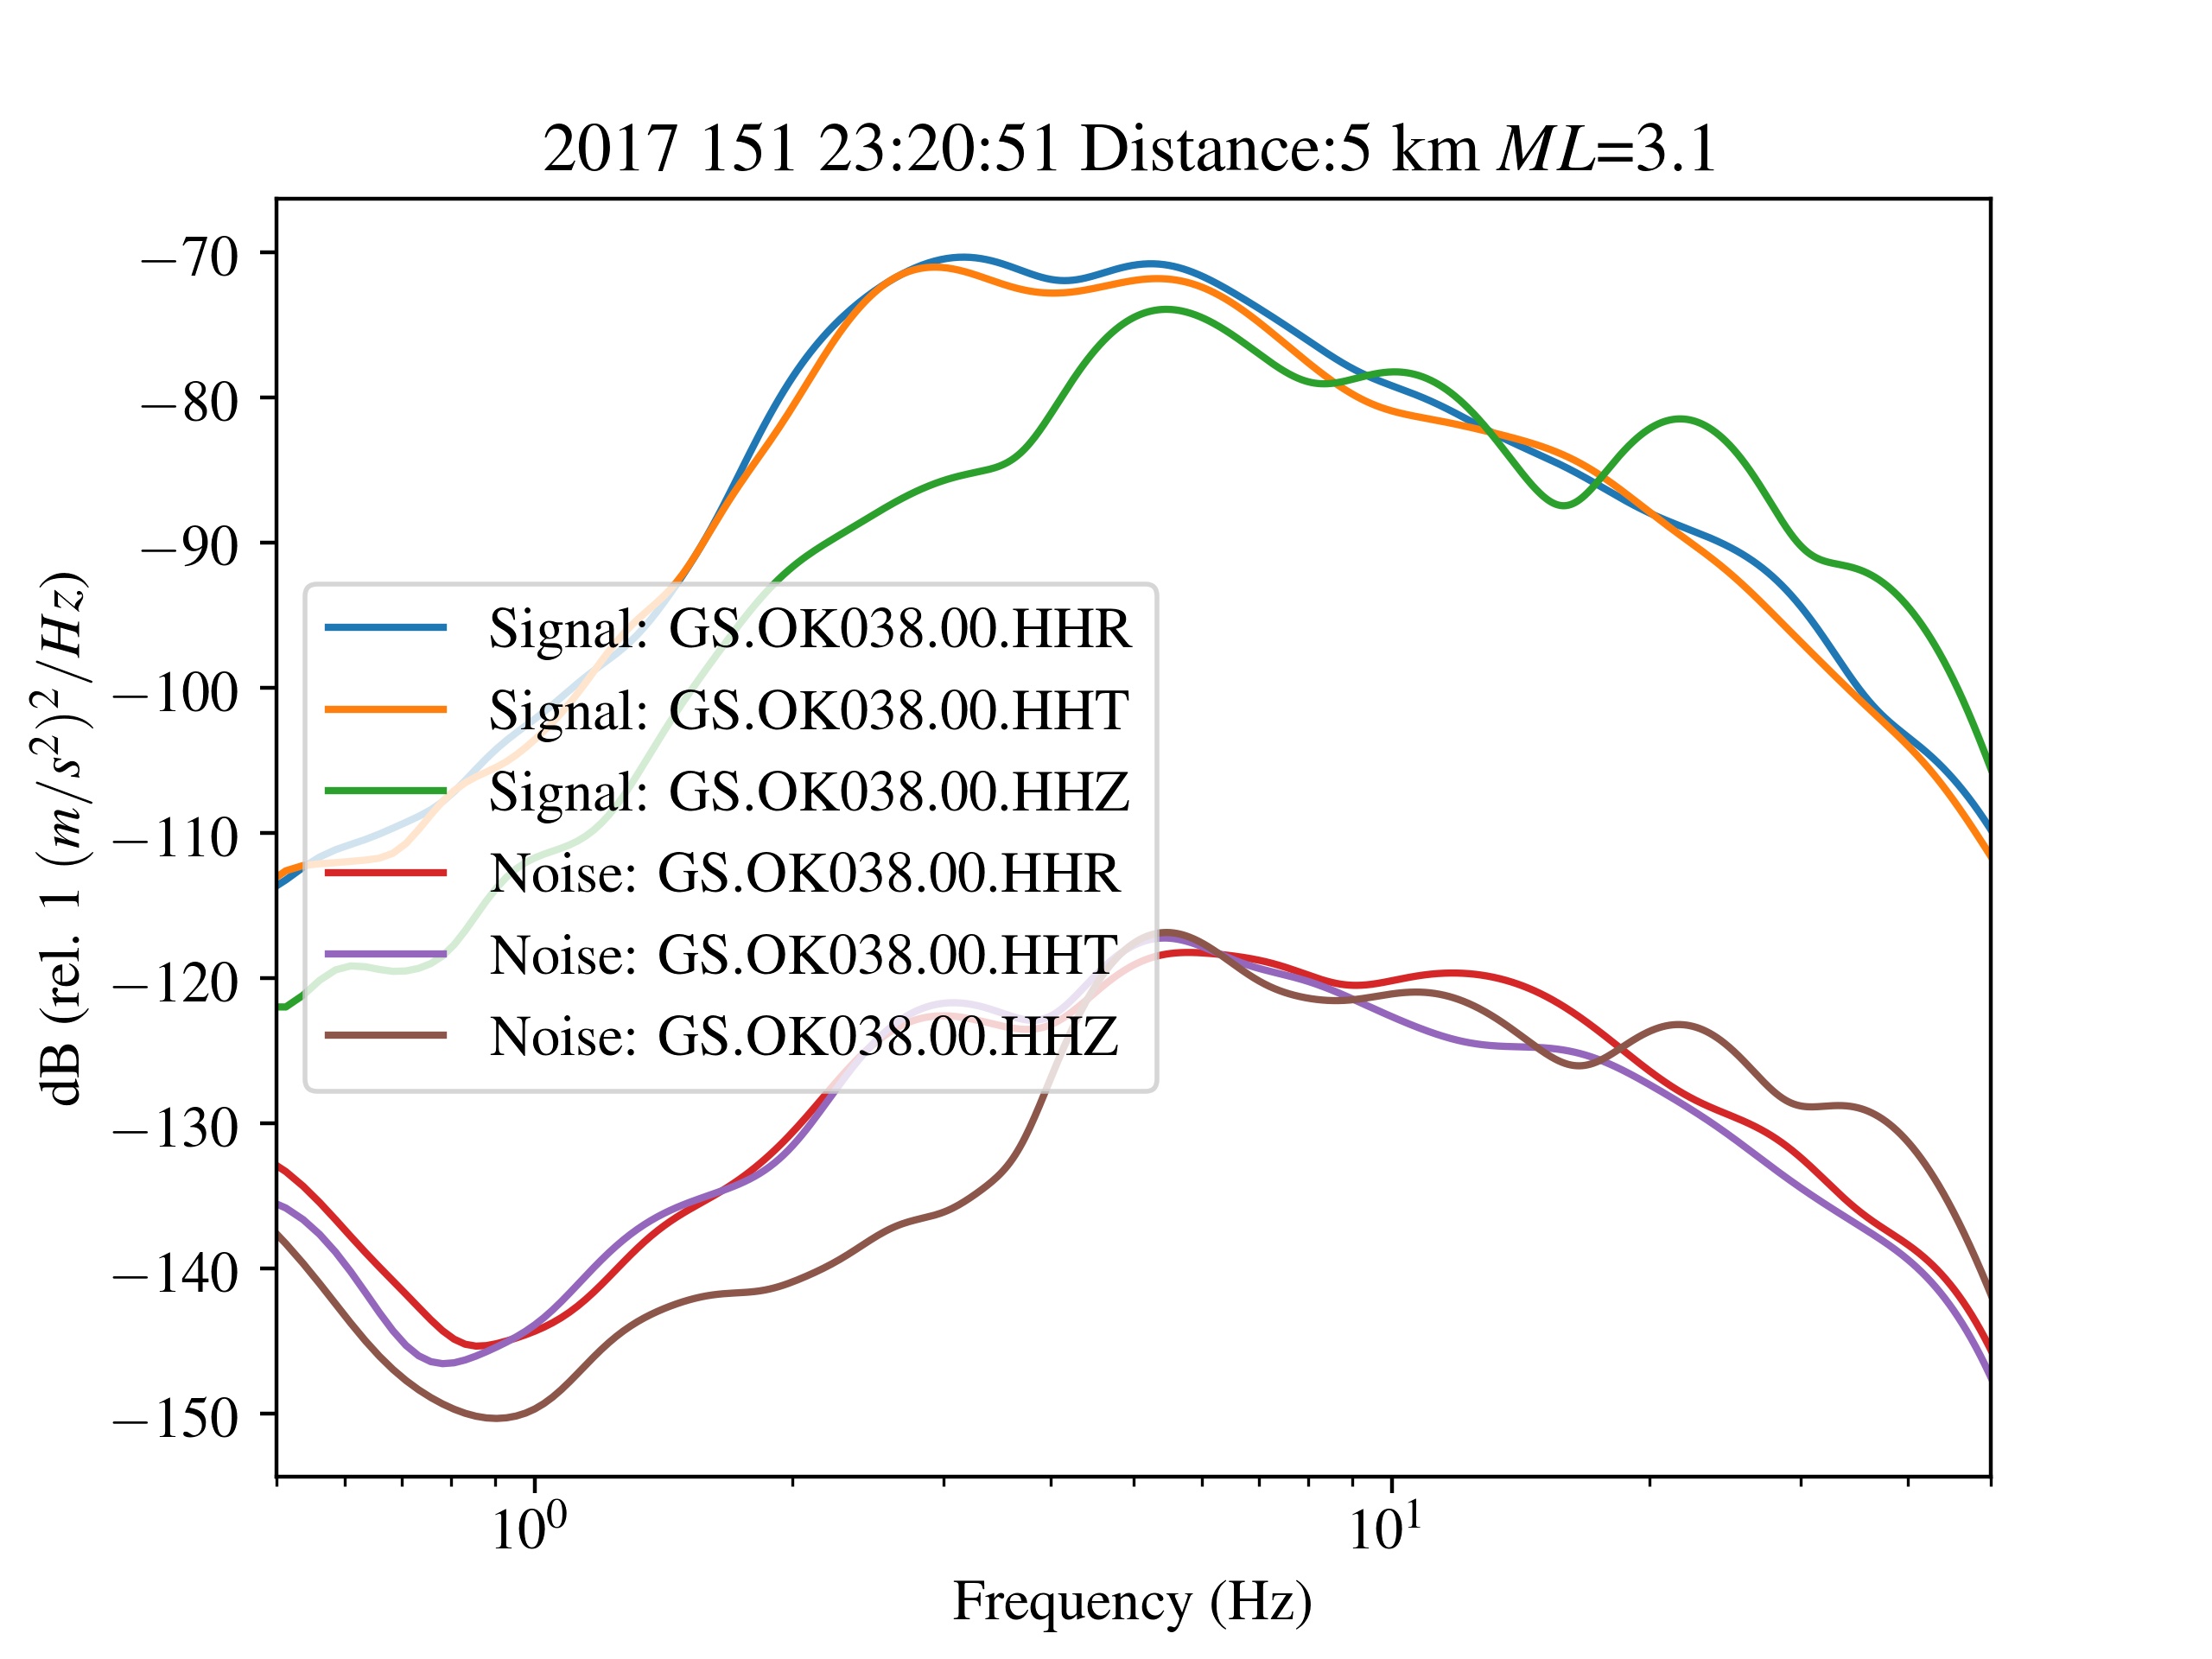 2017 151 23:20:51 Distance:5 km ML=3.1
dB (rel. 1 (m/s²)²/Hz)
−70
−80
−90
−100
−110
−120
−130
−140
−150
Signal: GS.OK038.00.HHR
Signal: GS.OK038.00.HHT
Signal: GS.OK038.00.HHZ
Noise: GS.OK038.00.HHR
Noise: GS.OK038.00.HHT
Noise: GS.OK038.00.HHZ
10⁰ 10¹
Frequency (Hz)